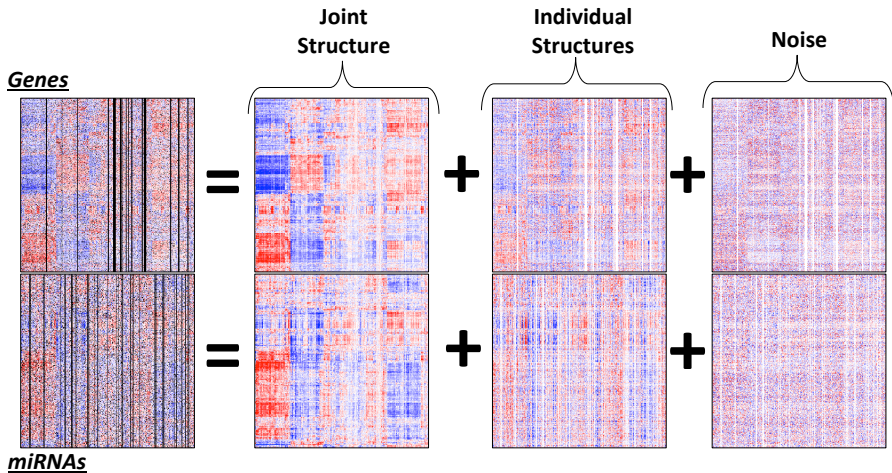 Joint
Structure
Individual
Structures
Noise
Genes
=
+
+
=
+
+
miRNAs